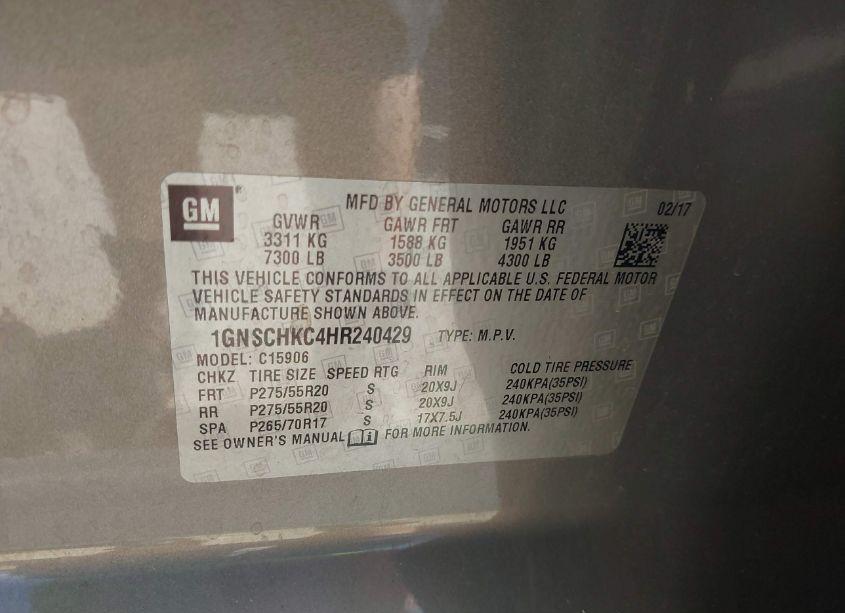 GM® MFD BY GENERAL MOTORS LLC 02/17
GVWR GAWR FRT GAWR RR
3311 KG 1588 KG 1951 KG
7300 LB 3500 LB 4300 LB
THIS VEHICLE CONFORMS TO ALL APPLICABLE U.S. FEDERAL MOTOR
VEHICLE SAFETY STANDARDS IN EFFECT ON THE DATE OF
MANUFACTURE SHOWN ABOVE.
1GNSCHKC4HR240429 TYPE: M.P.V.
MODEL: C15906
CHKZ TIRE SIZE SPEED RTG RIM COLD TIRE PRESSURE
FRT P275/55R20 S 20X9J 240KPA(35PSI)
RR P275/55R20 S 20X9J 240KPA(35PSI)
SPA P265/70R17 S 17X7.5J 240KPA(35PSI)
SEE OWNER'S MANUAL FOR MORE INFORMATION.